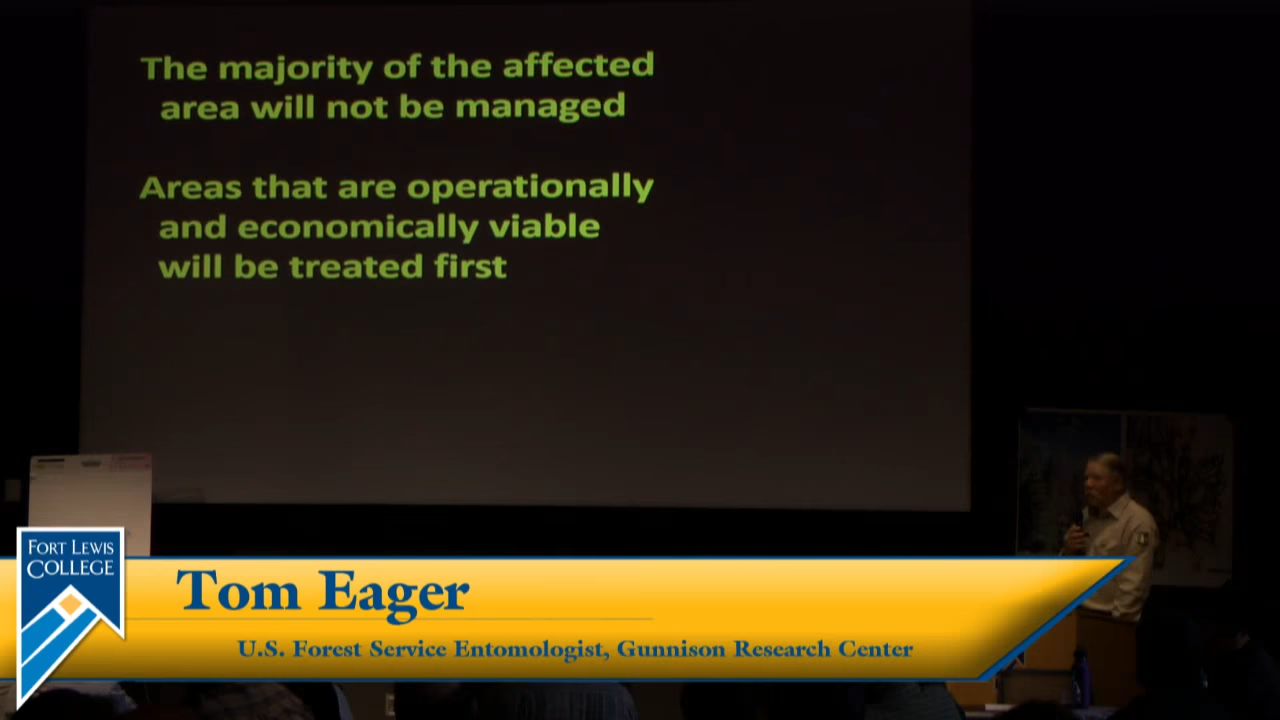 The majority of the affected
area will not be managed
Areas that are operationally
and economically viable
will be treated first
FORT LEWIS
COLLEGE
Tom Eager
U.S. Forest Service Entomologist, Gunnison Research Center